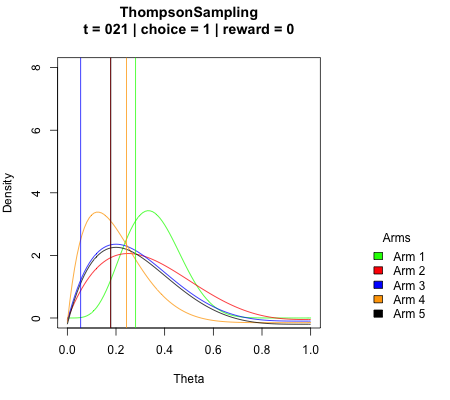 ThompsonSampling
t = 021 | choice = 1 | reward = 0
8
6
4
2
0
Density
0.0 0.2 0.4 0.6 0.8 1.0
Theta
Arms
Arm 1
Arm 2
Arm 3
Arm 4
Arm 5